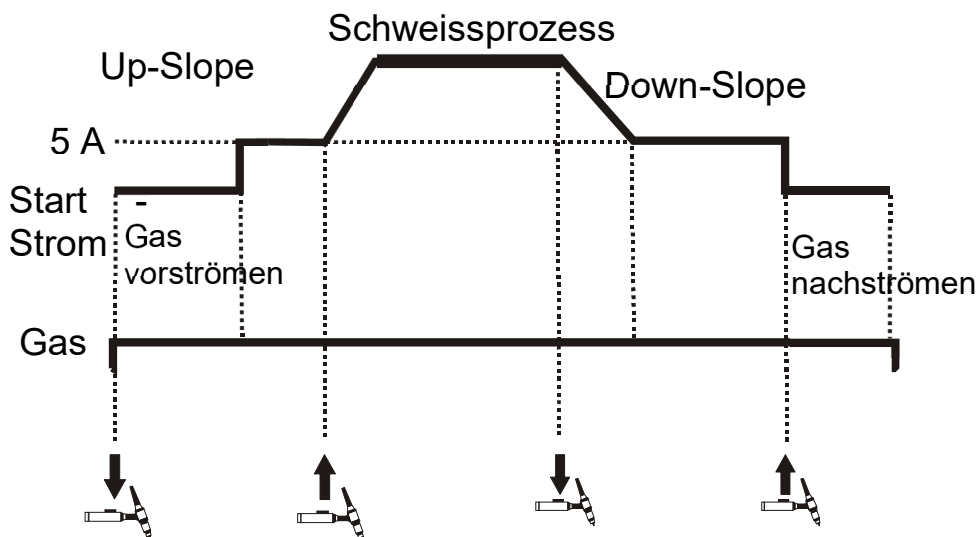 Schweissprozess
Up-Slope
Down-Slope
5 A
Start
Strom
-
Gas
vorströmen
Gas
nachströmen
Gas